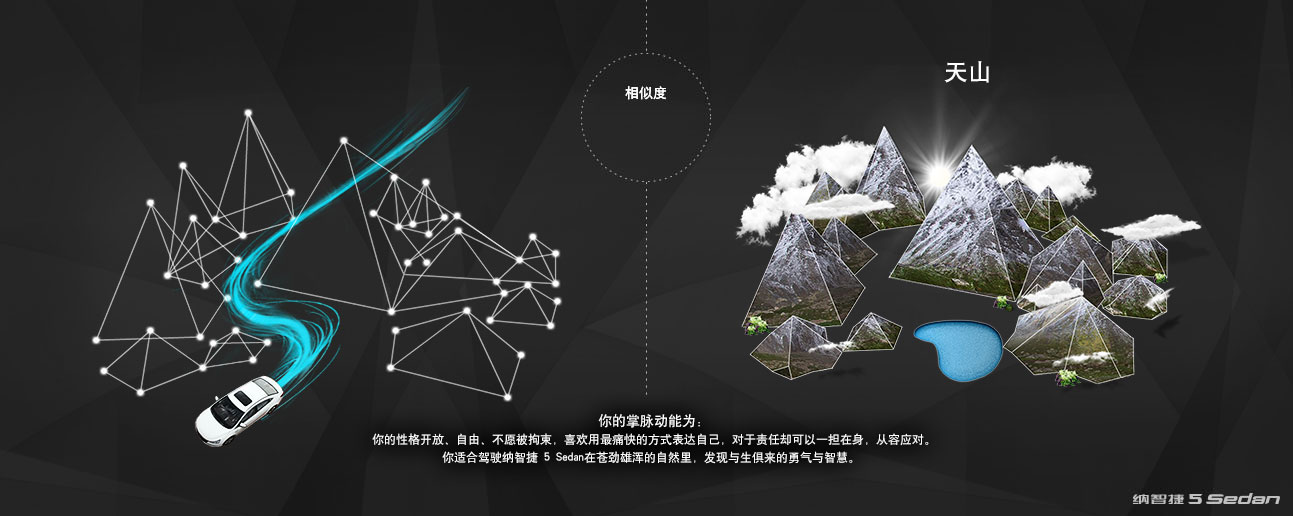 相似度
天山
你的掌脉动能为：
你的性格开放、自由、不愿被拘束，喜欢用最痛快的方式表达自己，对于责任却可以一担在身，从容应对。
你适合驾驶纳智捷 5 Sedan在苍劲雄浑的自然里，发现与生俱来的勇气与智慧。
纳智捷 5 Sedan